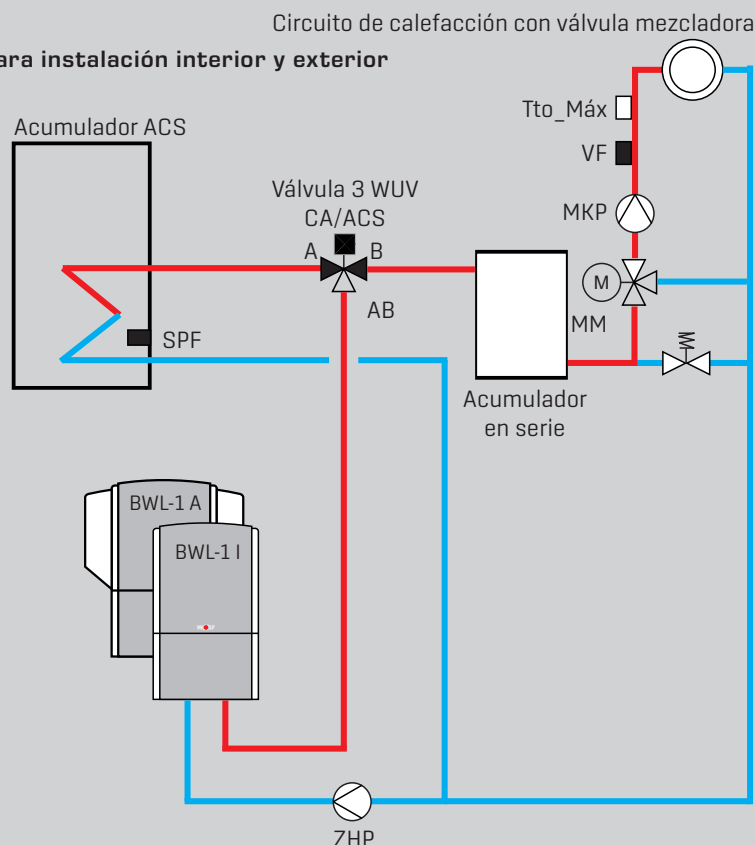 Circuito de calefacción con válvula mezcladora
ara instalación interior y exterior
Acumulador ACS
Tto_Máx
VF
Válvula 3 WUV
CA/ACS
MKP
A
B
M
AB
MM
SPF
Acumulador
en serie
BWL-1 A
BWL-1 I
ZHP